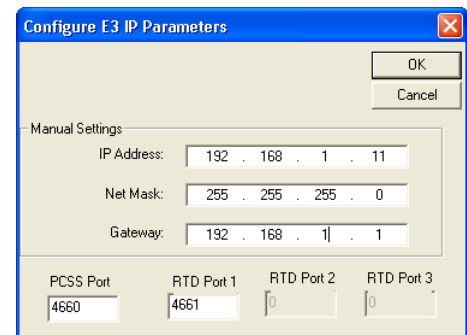 Configure E3 IP Parameters
OK
Cancel
Manual Settings
IP Address: 192 . 168 . 1 . 11
Net Mask: 255 . 255 . 255 . 0
Gateway: 192 . 168 . 1 . 1
PCSS Port RTD Port 1 RTD Port 2 RTD Port 3
4660 4661 0 0